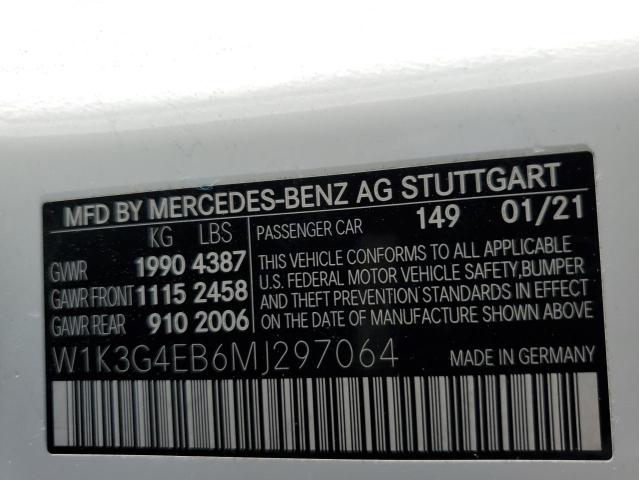 MFD BY MERCEDES-BENZ AG STUTTGART
KG LBS
GVWR 1990 4387
GAWR FRONT 1115 2458
GAWR REAR 910 2006
PASSENGER CAR 149 01/21
THIS VEHICLE CONFORMS TO ALL APPLICABLE
U.S. FEDERAL MOTOR VEHICLE SAFETY,BUMPER
AND THEFT PREVENTION STANDARDS IN EFFECT
ON THE DATE OF MANUFACTURE SHOWN ABOVE
W1K3G4EB6MJ297064
MADE IN GERMANY